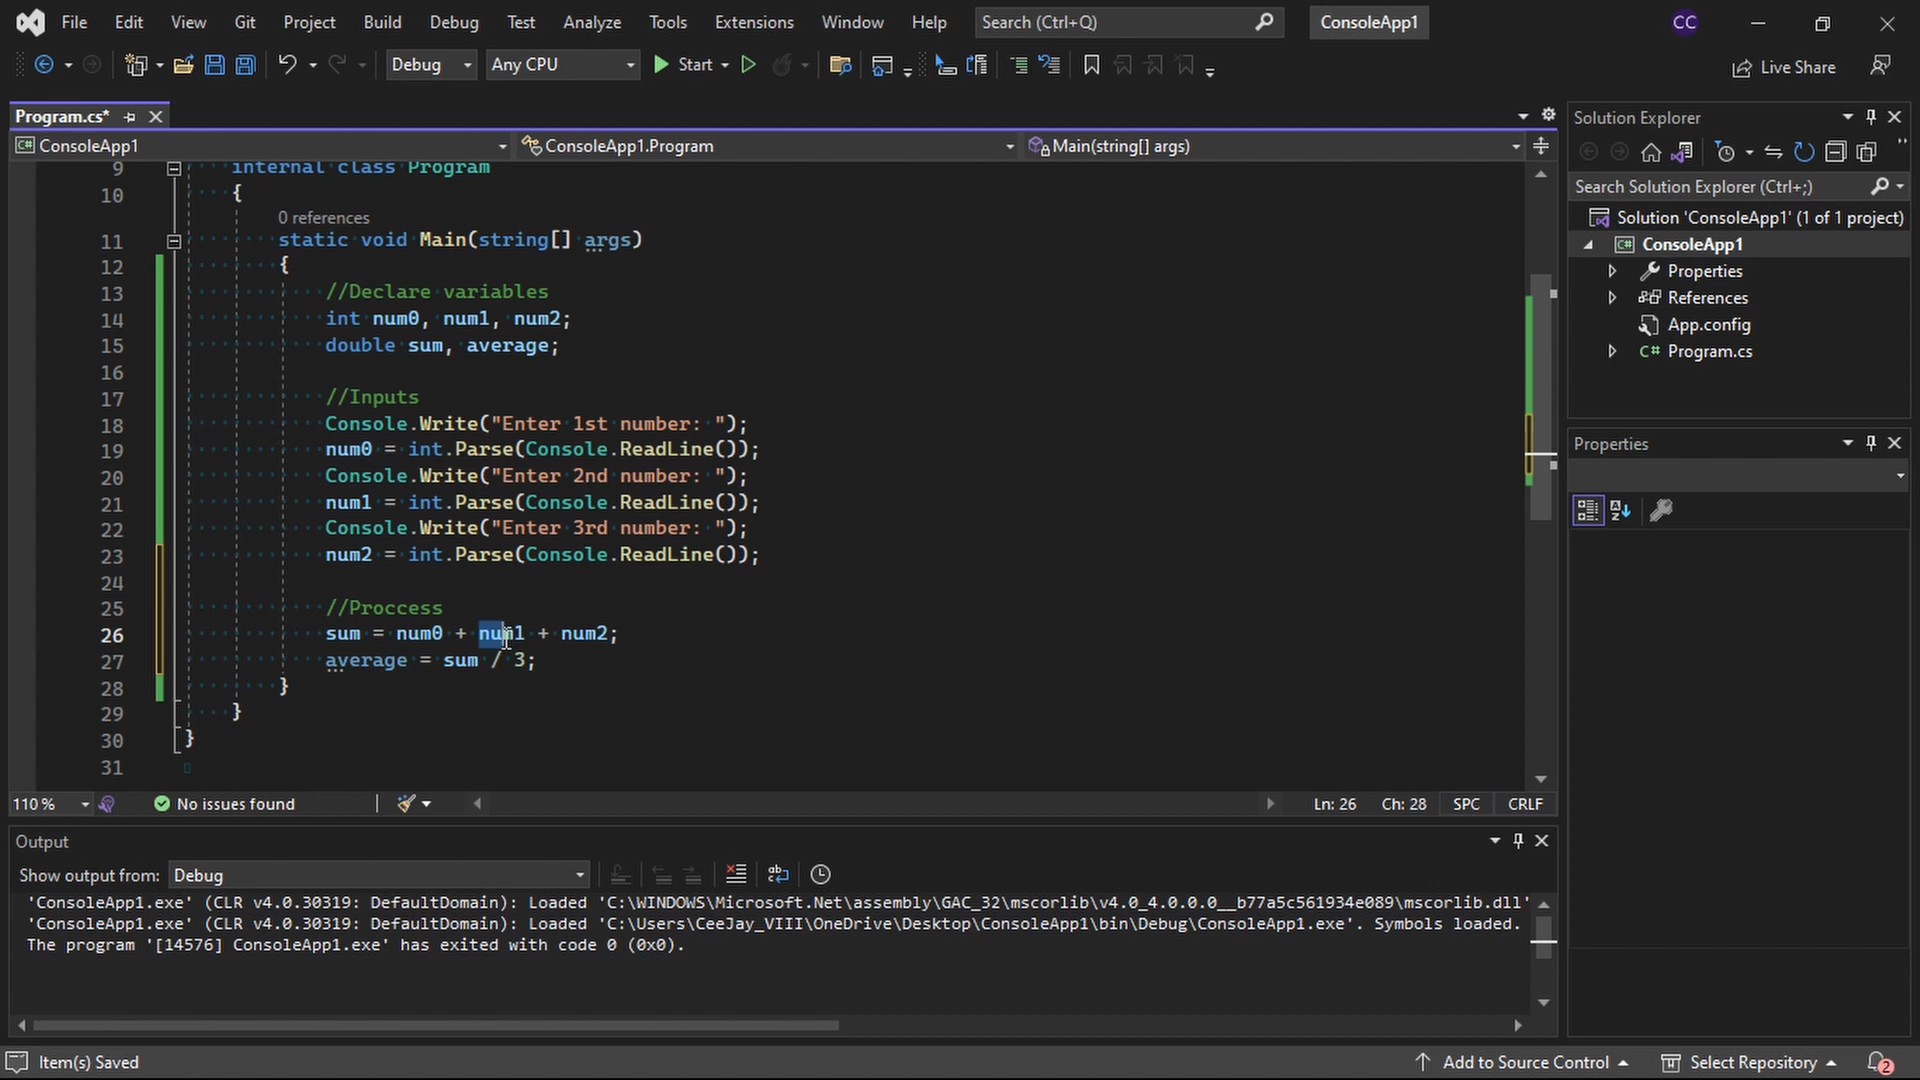 File Edit View Git Project Build Debug Test Analyze Tools Extensions Window Help Search (Ctrl+Q) ConsoleApp1 CC
Debug Any CPU Start Live Share
Program.cs*
ConsoleApp1 ConsoleApp1.Program Main(string[] args)
9 internal class Program
10 {
0 references
11 static void Main(string[] args)
12 {
13 //Declare variables
14 int num0, num1, num2;
15 double sum, average;
16
17 //Inputs
18 Console.Write("Enter 1st number: ");
19 num0 = int.Parse(Console.ReadLine());
20 Console.Write("Enter 2nd number: ");
21 num1 = int.Parse(Console.ReadLine());
22 Console.Write("Enter 3rd number: ");
23 num2 = int.Parse(Console.ReadLine());
24
25 //Proccess
26 sum = num0 + num1 + num2;
27 average = sum / 3;
28 }
29 }
30 }
31
110 % No issues found Ln: 26 Ch: 28 SPC CRLF
Output
Show output from: Debug
'ConsoleApp1.exe' (CLR v4.0.30319: DefaultDomain): Loaded 'C:\WINDOWS\Microsoft.Net\assembly\GAC_32\mscorlib\v4.0_4.0.0.0__b77a5c561934e089\mscorlib.dll'
'ConsoleApp1.exe' (CLR v4.0.30319: DefaultDomain): Loaded 'C:\Users\CeeJay_VIII\OneDrive\Desktop\ConsoleApp1\bin\Debug\ConsoleApp1.exe'. Symbols loaded.
The program '[14576] ConsoleApp1.exe' has exited with code 0 (0x0).
Solution Explorer
Search Solution Explorer (Ctrl+;)
Solution 'ConsoleApp1' (1 of 1 project)
C# ConsoleApp1
Properties
References
App.config
C# Program.cs
Properties
Item(s) Saved Add to Source Control Select Repository 2